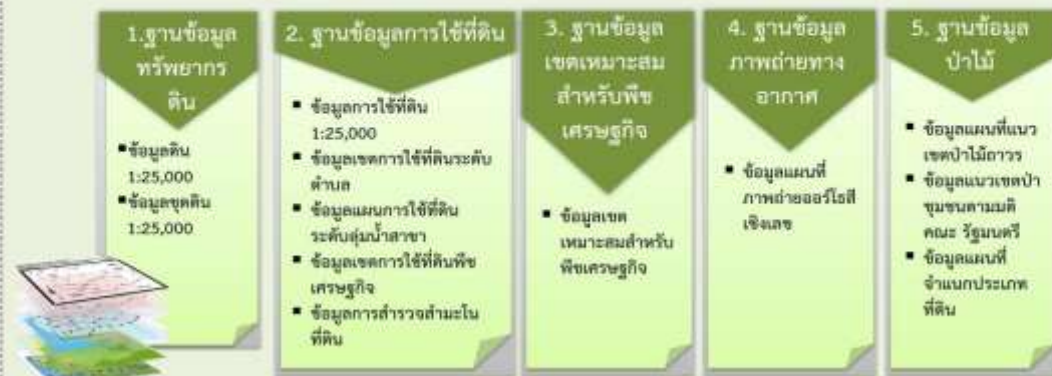 1.ฐานข้อมูล
ทรัพยากร
ดิน
■ข้อมูลดิน
1:25,000
■ข้อมูลชุดดิน
1:25,000
2. ฐานข้อมูลการใช้ที่ดิน
■ ข้อมูลการใช้ที่ดิน
1:25,000
■ ข้อมูลเขตการใช้ที่ดินระดับ
ตำบล
■ ข้อมูลแผนการใช้ที่ดิน
ระดับลุ่มน้ำสาขา
■ ข้อมูลเขตการใช้ที่ดินพืช
เศรษฐกิจ
■ ข้อมูลการสำรวจสำมะโน
ที่ดิน
3. ฐานข้อมูล
เขตเหมาะสม
สำหรับพืช
เศรษฐกิจ
■ ข้อมูลเขต
เหมาะสมสำหรับ
พืชเศรษฐกิจ
4. ฐานข้อมูล
ภาพถ่ายทาง
อากาศ
■ ข้อมูลแผนที่
ภาพถ่ายออร์โธสี
เชิงเลข
5. ฐานข้อมูล
ป่าไม้
■ ข้อมูลแผนที่แนว
เขตป่าไม้ถาวร
■ ข้อมูลแนวเขตป่า
ชุมชนตามมติ
คณะ รัฐมนตรี
■ ข้อมูลแผนที่
จำแนกประเภท
ที่ดิน